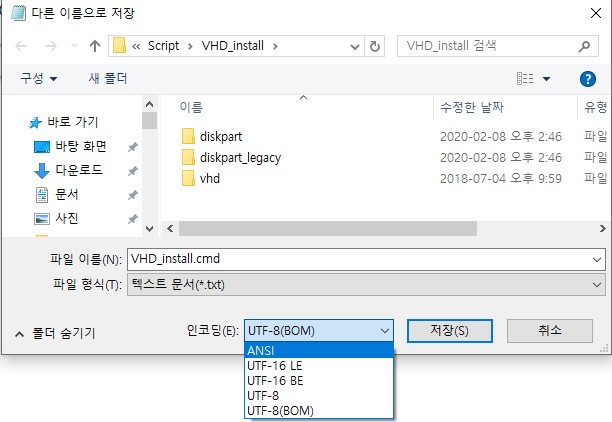 다른 이름으로 저장
« Script > VHD_install >
VHD_install 검색
구성
새 폴더
이름
수정한 날짜
유형
바로 가기
바탕 화면
다운로드
문서
사진
diskpart
2020-02-08 오후 2:46
파일
diskpart_legacy
2020-02-08 오후 2:46
파일
vhd
2018-07-04 오후 9:59
파일
파일 이름(N):
VHD_install.cmd
파일 형식(T):
텍스트 문서(*.txt)
폴더 숨기기
인코딩(E):
UTF-8(BOM)
저장(S)
취소
ANSI
UTF-16 LE
UTF-16 BE
UTF-8
UTF-8(BOM)